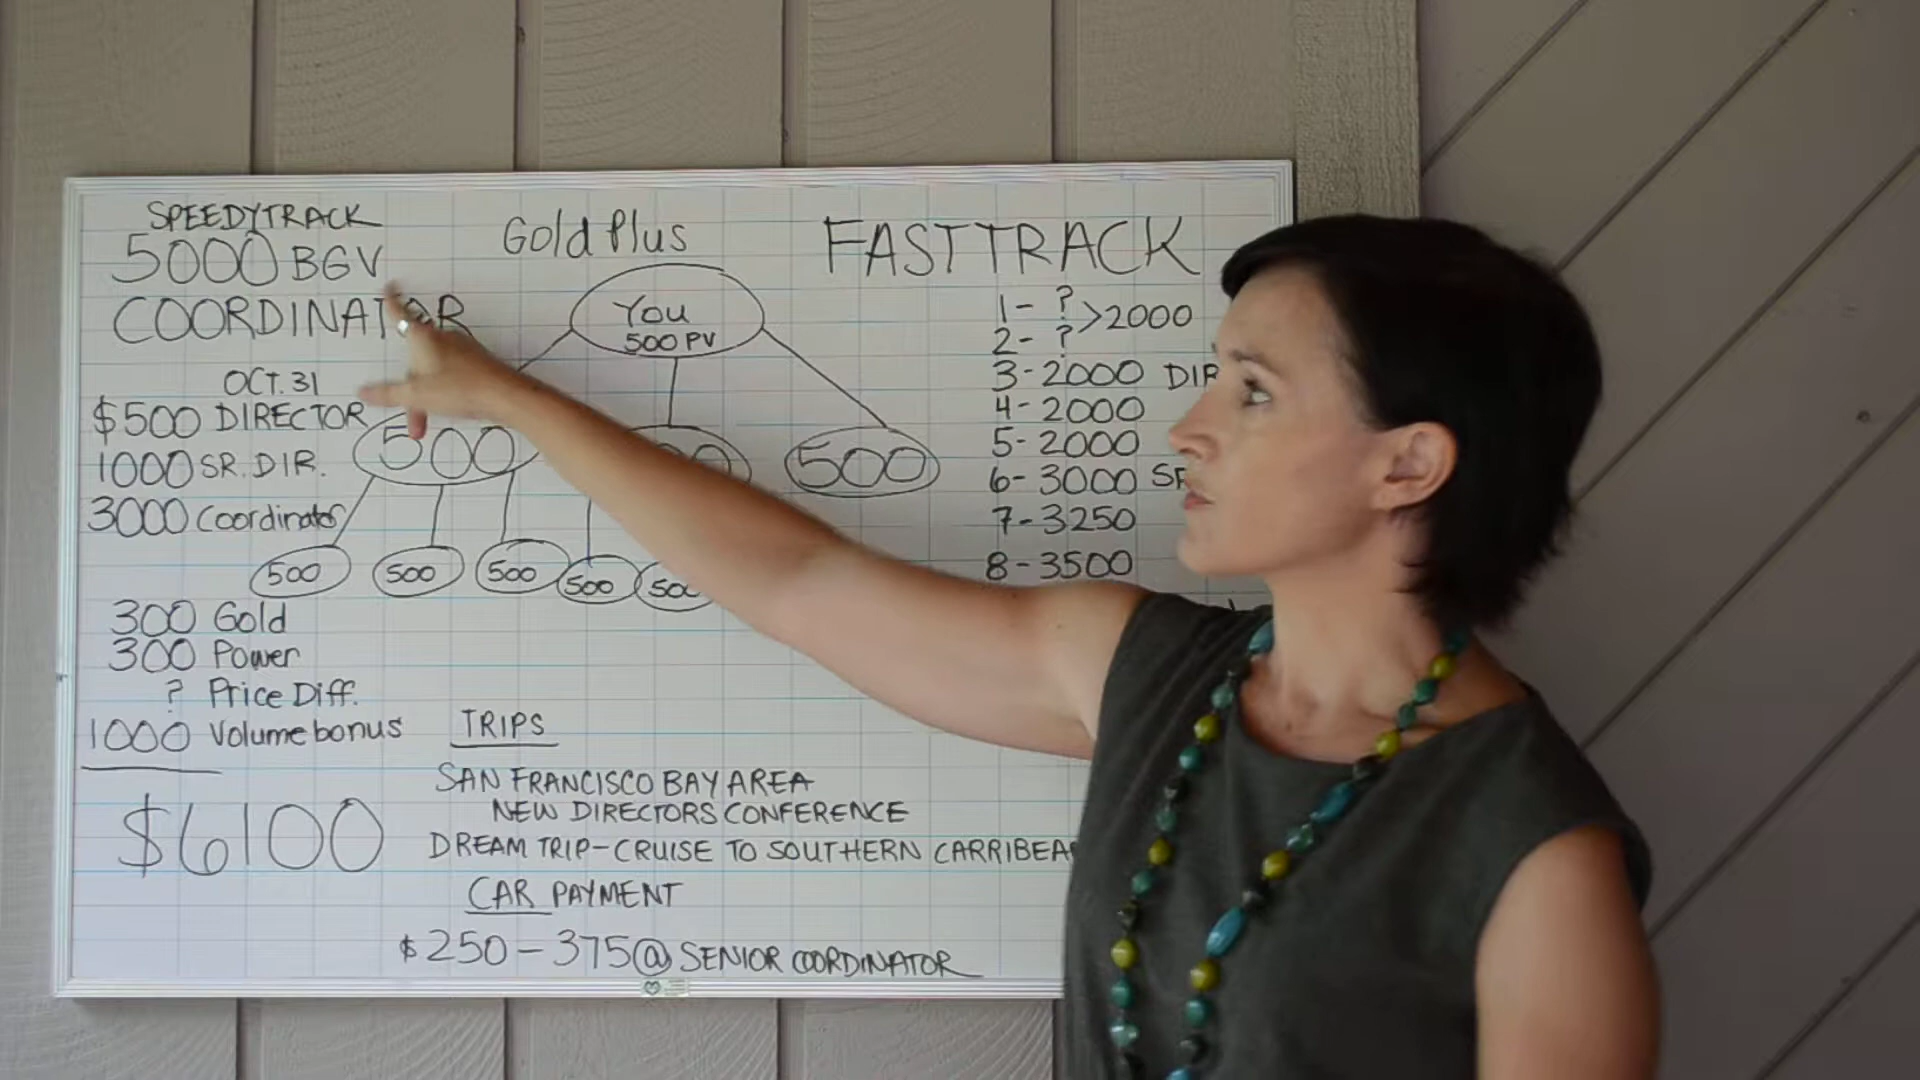 SPEEDYTRACK
5000 BGV
COORDINATOR
OCT. 31
$500 DIRECTOR
1000 SR. DIR.
3000 Coordinator
300 Gold
300 Power
? Price Diff.
1000 Volume bonus
$6100
Gold Plus
You
500 PV
500
500
500 500 500 500
TRIPS
SAN FRANCISCO BAY AREA
NEW DIRECTORS CONFERENCE
DREAM TRIP - CRUISE TO SOUTHERN
CAR PAYMENT
$250 - 375 @ SENIOR COORDINATOR
FASTTRACK
1 - ? >2000
2 - ?
3 - 2000 DIR
4 - 2000
5 - 2000
6 - 3000
7 - 3250
8 - 3500